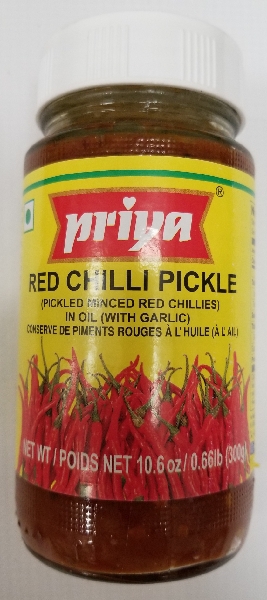 priya ®
RED CHILLI PICKLE
(PICKLED MINCED RED CHILLIES)
IN OIL (WITH GARLIC)
CONSERVE DE PIMENTS ROUGES À L'HUILE (À L'AIL)
NET WT / POIDS NET 10.6 oz / 0.66lb (300g)